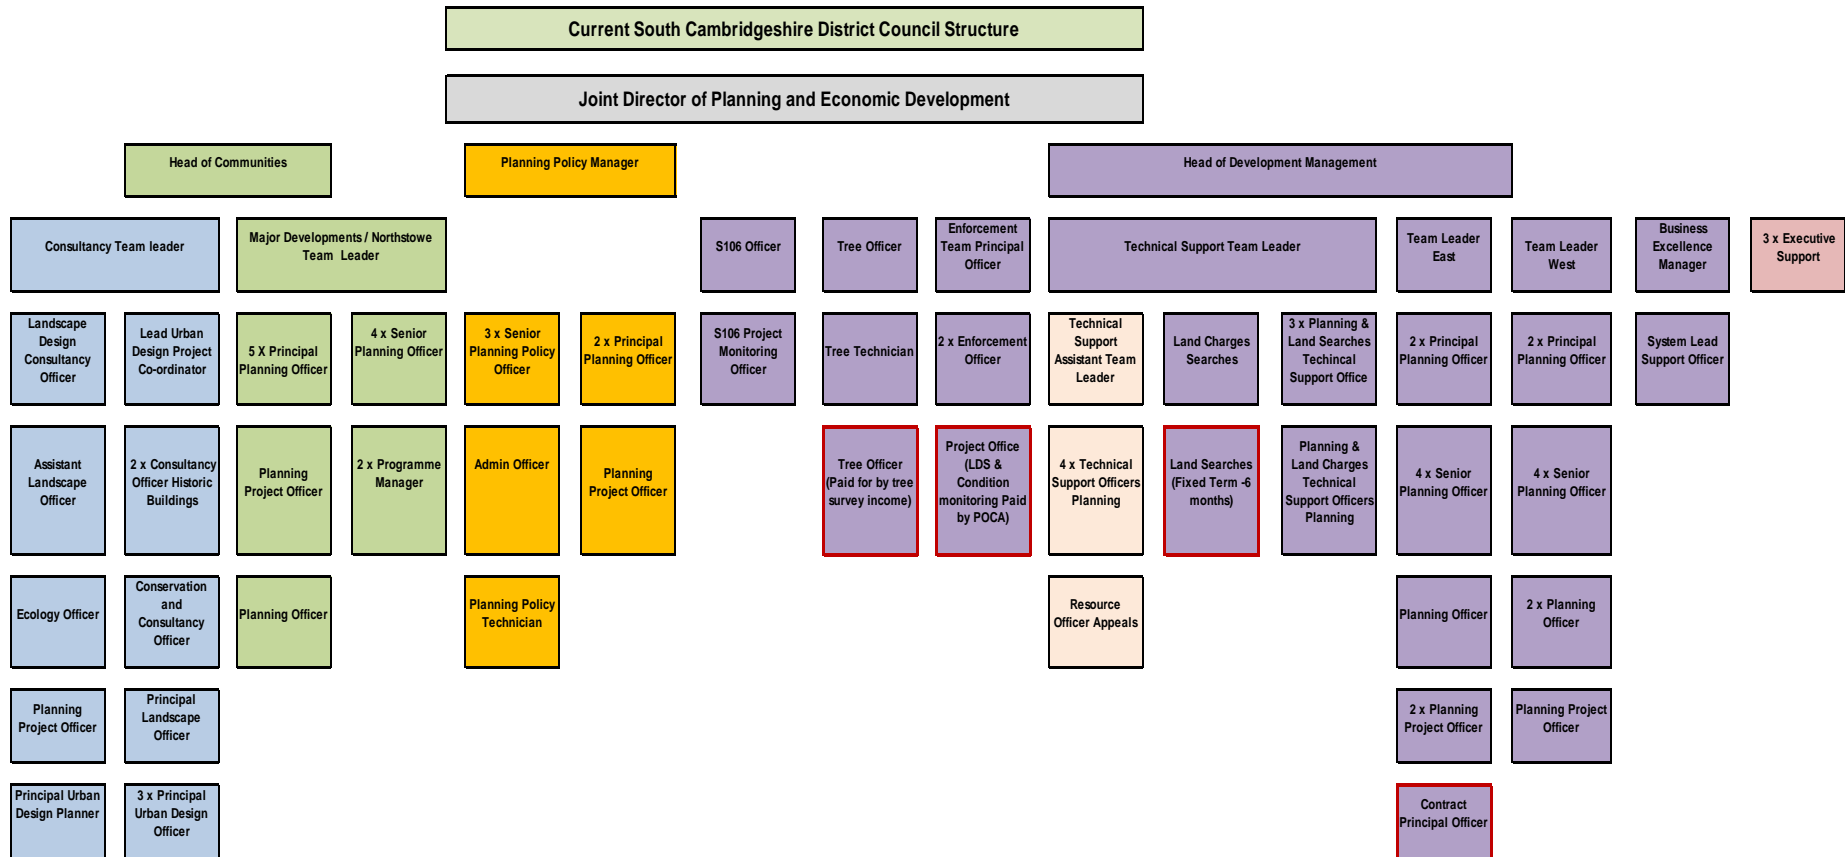 Current South Cambridgeshire District Council Structure
Joint Director of Planning and Economic Development
Head of Communities
Planning Policy Manager
Head of Development Management
Consultancy Team leader
Major Developments / Northstowe
Team Leader
S106 Officer
Tree Officer
Enforcement
Team Principal
Officer
Technical Support Team Leader
Team Leader
East
Team Leader
West
Business
Excellence
Manager
3 x Executive
Support
Landscape
Design
Consultancy
Officer
Lead Urban
Design Project
Co-ordinator
5 X Principal
Planning Officer
4 x Senior
Planning Officer
3 x Senior
Planning Policy
Officer
2 x Principal
Planning Officer
S106 Project
Monitoring
Officer
Tree Technician
2 x Enforcement
Officer
Technical
Support
Assistant Team
Leader
Land Charges
Searches
3 x Planning &
Land Searches
Techincal
Support Office
2 x Principal
Planning Officer
2 x Principal
Planning Officer
System Lead
Support Officer
Assistant
Landscape
Officer
2 x Consultancy
Officer Historic
Buildings
Planning
Project Officer
2 x Programme
Manager
Admin Officer
Planning
Project Officer
Tree Officer
(Paid for by tree
survey income)
Project Office
(LDS &
Condition
monitoring Paid
by POCA)
4 x Technical
Support Officers
Planning
Land Searches
(Fixed Term -6
months)
Planning &
Land Charges
Technical
Support Officers
Planning
4 x Senior
Planning Officer
4 x Senior
Planning Officer
Ecology Officer
Conservation
and
Consultancy
Officer
Planning Officer
Planning Policy
Technician
Resource
Officer Appeals
Planning Officer
2 x Planning
Officer
Planning
Project Officer
Principal
Landscape
Officer
2 x Planning
Project Officer
Planning Project
Officer
Principal Urban
Design Planner
3 x Principal
Urban Design
Officer
Contract
Principal Officer